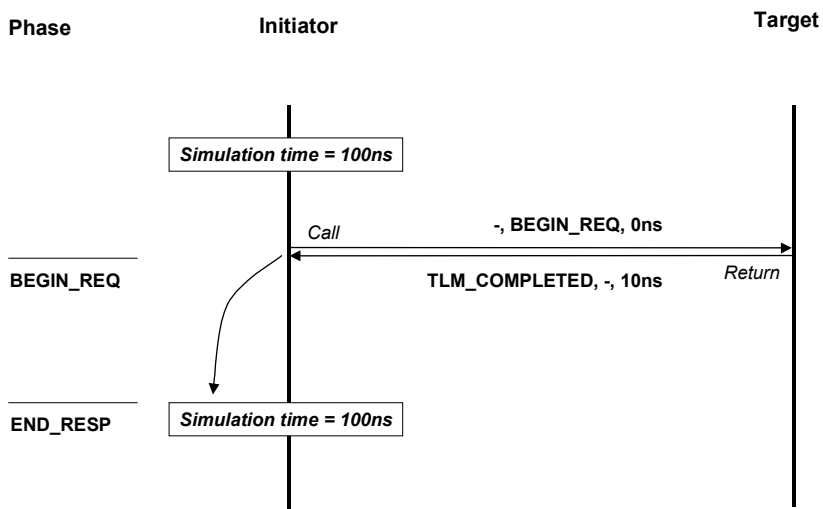 Phase Initiator Target
Simulation time = 100ns
Call -, BEGIN_REQ, 0ns
BEGIN_REQ TLM_COMPLETED, -, 10ns Return
END_RESP Simulation time = 100ns